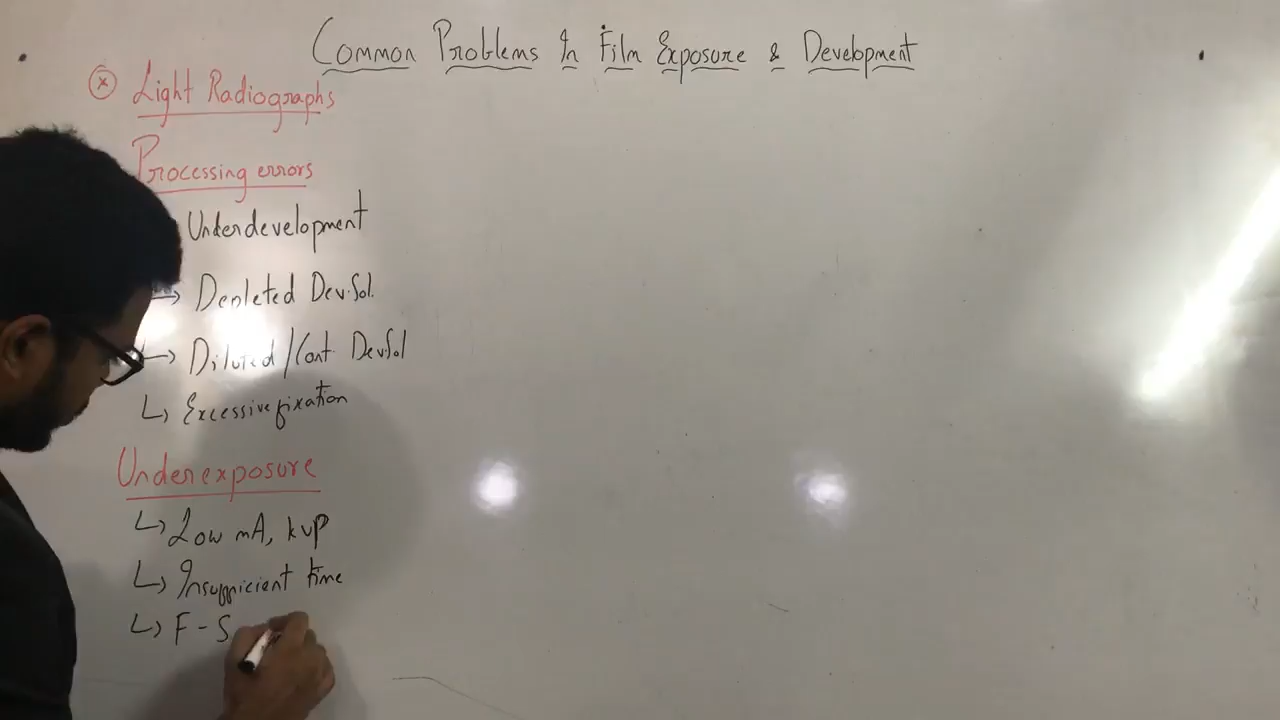 Common Problems In Film Exposure & Development
Light Radiographs
Processing errors
Underdevelopment
Depleted Dev.Sol.
Diluted/Cont. Dev.Sol
Excessive fixation
Underexposure
Low mA, kVP
Insufficient time
F-S